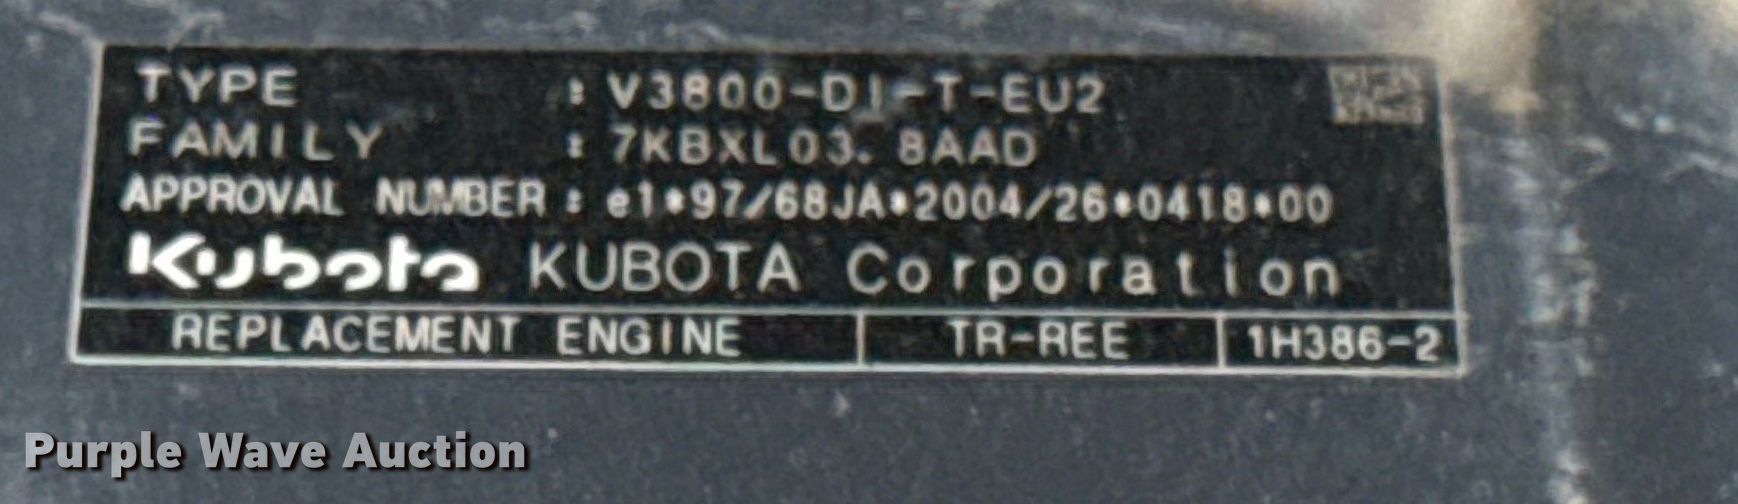 TYPE : V3800-DI-T-EU2
FAMILY : 7KBXL03. 8AAD
APPROVAL NUMBER : e1*97/68JA*2004/26*0418*00
Kubota KUBOTA Corporation
REPLACEMENT ENGINE TR-REE 1H386-2
Purple Wave Auction